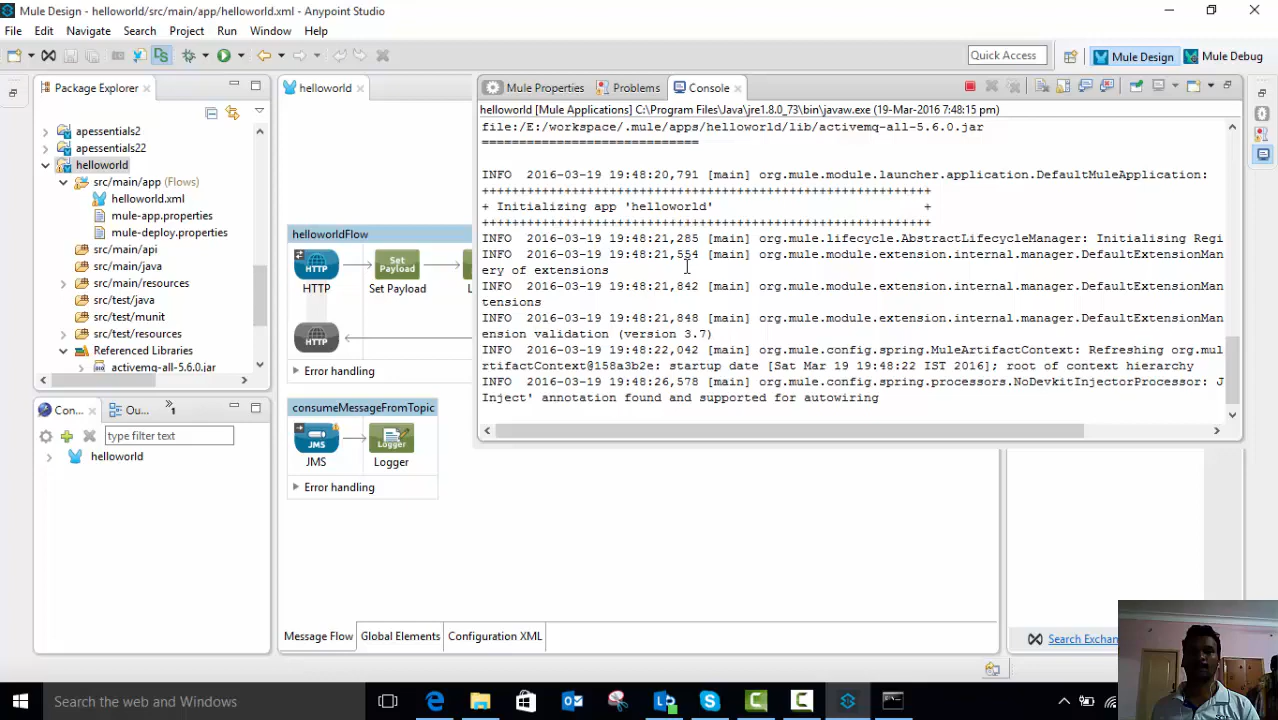 Mule Design - helloworld/src/main/app/helloworld.xml - Anypoint Studio
File Edit Navigate Search Project Run Window Help
Quick Access
Mule Design
Mule Debug
Package Explorer
apessentials2
apessentials22
helloworld
src/main/app (Flows)
helloworld.xml
mule-app.properties
mule-deploy.properties
src/main/api
src/main/java
src/main/resources
src/test/java
src/test/munit
src/test/resources
Referenced Libraries
activemq-all-5.6.0.jar
Con...
Ou...
type filter text
helloworld
helloworld
helloworldFlow
HTTP
HTTP
Set
Payload
Set Payload
L
HTTP
Error handling
consumeMessageFromTopic
JMS
JMS
Logger
Logger
Error handling
Message Flow
Global Elements
Configuration XML
Mule Properties
Problems
Console
helloworld [Mule Applications] C:\Program Files\Java\jre1.8.0_73\bin\javaw.exe (19-Mar-2016 7:48:15 pm)
file:/E:/workspace/.mule/apps/helloworld/lib/activemq-all-5.6.0.jar
=============================
INFO  2016-03-19 19:48:20,791 [main] org.mule.module.launcher.application.DefaultMuleApplication:
++++++++++++++++++++++++++++++++++++++++++++++++++++++++++++
+ Initializing app 'helloworld'                            +
++++++++++++++++++++++++++++++++++++++++++++++++++++++++++++
INFO  2016-03-19 19:48:21,285 [main] org.mule.lifecycle.AbstractLifecycleManager: Initialising Regi
INFO  2016-03-19 19:48:21,554 [main] org.mule.module.extension.internal.manager.DefaultExtensionMan
ery of extensions
INFO  2016-03-19 19:48:21,842 [main] org.mule.module.extension.internal.manager.DefaultExtensionMan
tensions
INFO  2016-03-19 19:48:21,848 [main] org.mule.module.extension.internal.manager.DefaultExtensionMan
ension validation (version 3.7)
INFO  2016-03-19 19:48:22,042 [main] org.mule.config.spring.MuleArtifactContext: Refreshing org.mul
rtifactContext@158a3b2e: startup date [Sat Mar 19 19:48:22 IST 2016]; root of context hierarchy
INFO  2016-03-19 19:48:26,578 [main] org.mule.config.spring.processors.NoDevkitInjectorProcessor: J
Inject' annotation found and supported for autowiring
Search Exchan
Search the web and Windows